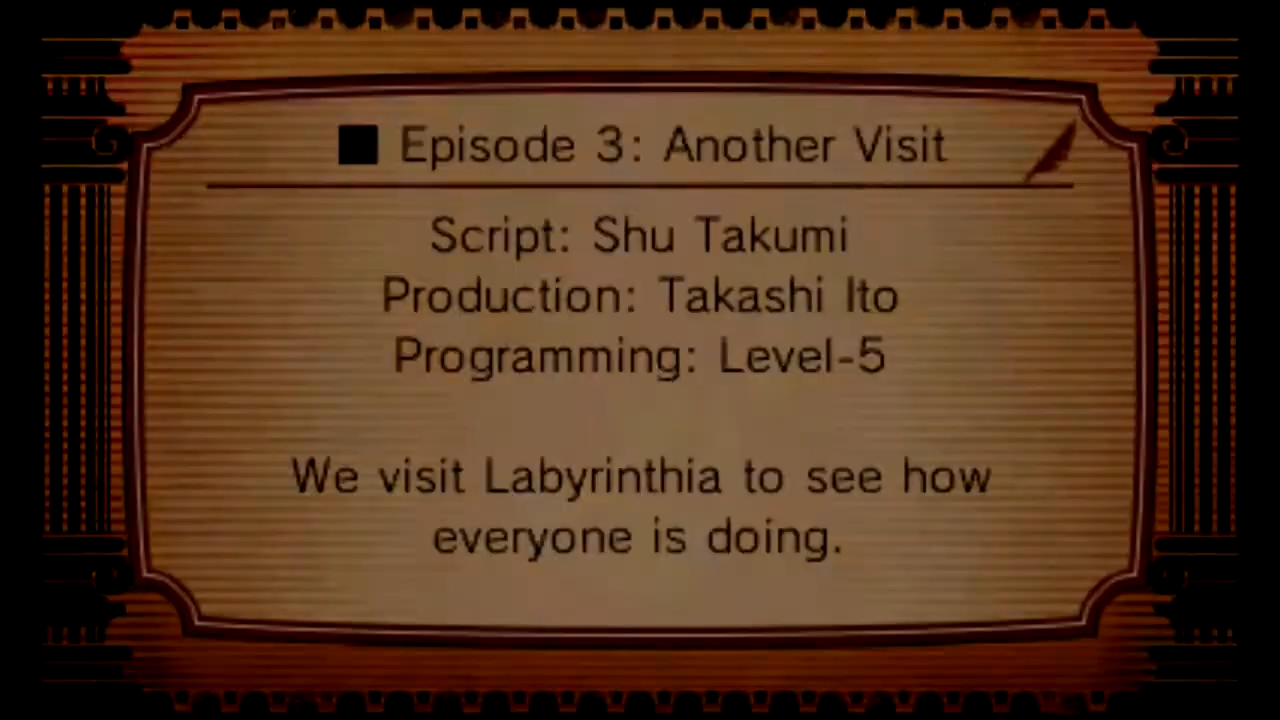 ■ Episode 3: Another Visit
Script: Shu Takumi
Production: Takashi Ito
Programming: Level-5
We visit Labyrinthia to see how
everyone is doing.